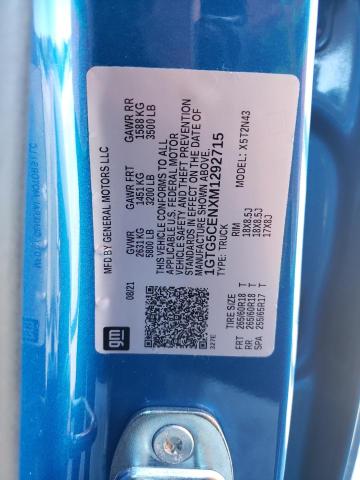 MFD BY GENERAL MOTORS LLC
08/21 GVWR GAWR FRT GAWR RR
2631 KG 1451 KG 1588 KG
5800 LB 3200 LB 3500 LB
THIS VEHICLE CONFORMS TO ALL
APPLICABLE U.S. FEDERAL MOTOR
VEHICLE SAFETY AND THEFT PREVENTION
STANDARDS IN EFFECT ON THE DATE OF
MANUFACTURE SHOWN ABOVE.
1GTG5CENXM1292715
TYPE: TRUCK
327E MODEL: X5T2N43
gm
TIRE SIZE RIM
FRT 265/60R18 T 18X8.5J
RR 265/60R18 T 18X8.5J
SPA 255/65R17 T 17X8J